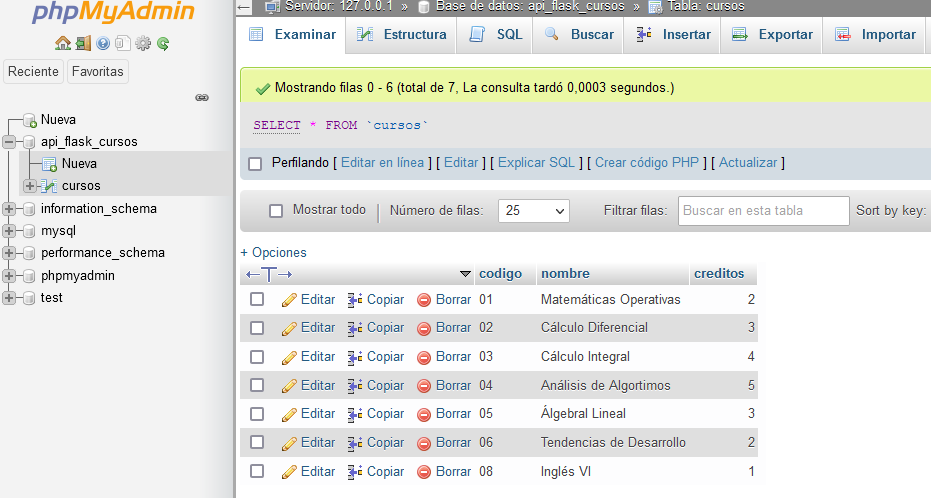 phpMyAdmin
Reciente Favoritas
Nueva
api_flask_cursos
Nueva
cursos
information_schema
mysql
performance_schema
phpmyadmin
test
Servidor: 127.0.0.1 » Base de datos: api_flask_cursos » Tabla: cursos
Examinar Estructura SQL Buscar Insertar Exportar Importar
Mostrando filas 0 - 6 (total de 7, La consulta tardó 0,0003 segundos.)
SELECT * FROM `cursos`
Perfilando [ Editar en línea ] [ Editar ] [ Explicar SQL ] [ Crear código PHP ] [ Actualizar ]
Mostrar todo | Número de filas: 25 Filtrar filas: Buscar en esta tabla Sort by key:
+ Opciones
codigo nombre creditos
Editar Copiar Borrar 01 Matemáticas Operativas 2
Editar Copiar Borrar 02 Cálculo Diferencial 3
Editar Copiar Borrar 03 Cálculo Integral 4
Editar Copiar Borrar 04 Análisis de Algortimos 5
Editar Copiar Borrar 05 Álgebral Lineal 3
Editar Copiar Borrar 06 Tendencias de Desarrollo 2
Editar Copiar Borrar 08 Inglés VI 1